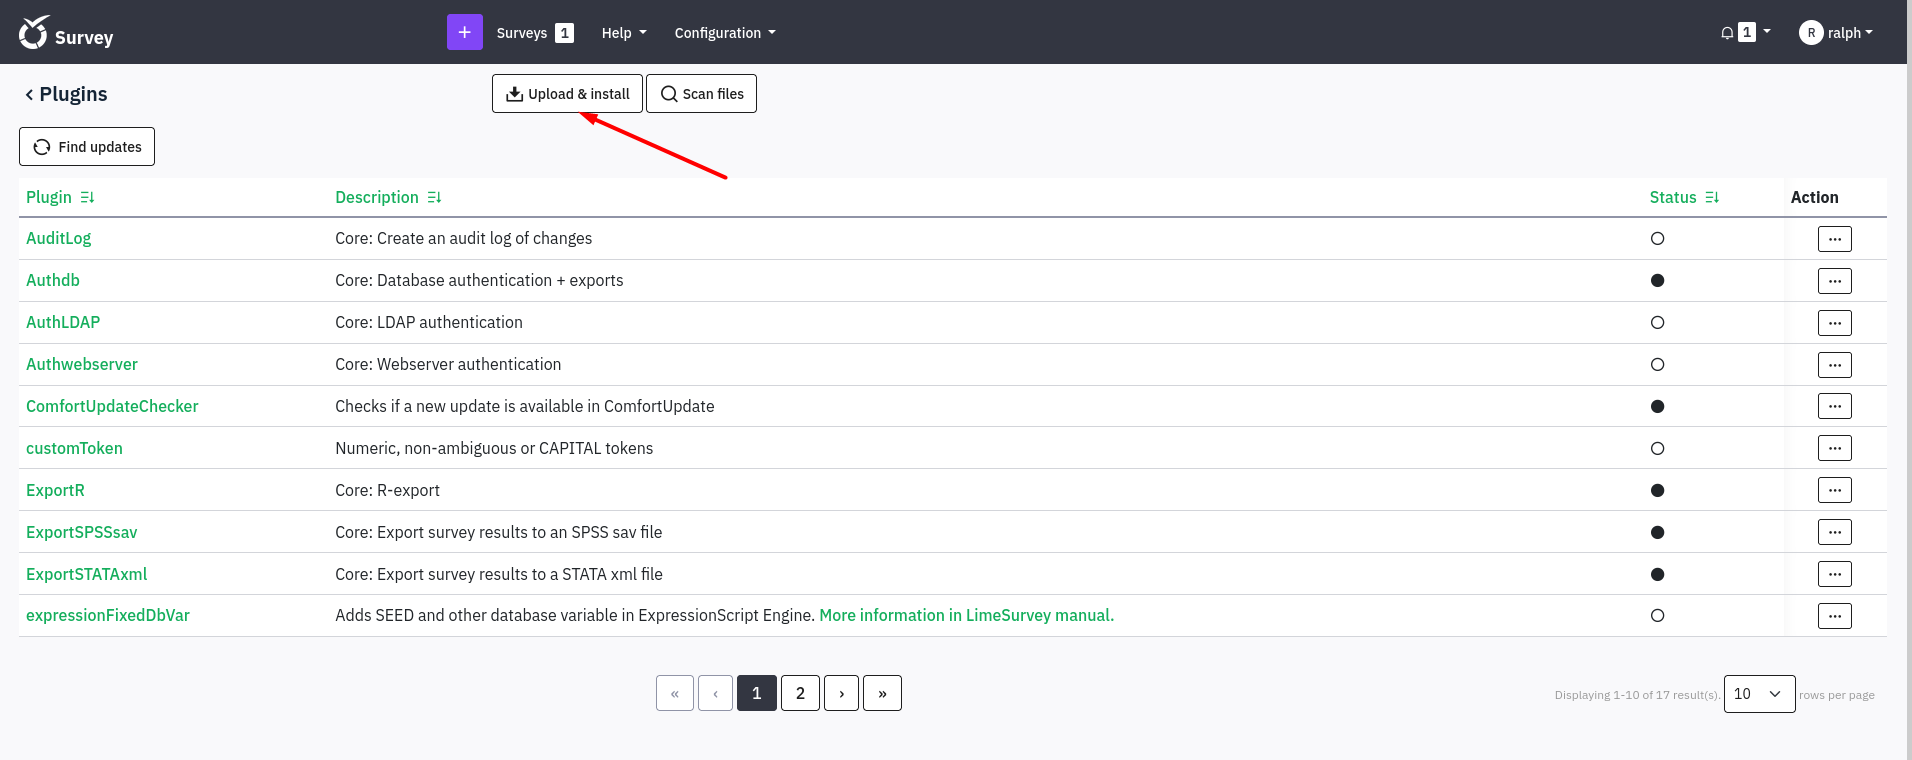 Survey + Surveys 1 Help Configuration 1 R ralph
‹ Plugins Upload & install Scan files
Find updates
Plugin Description Status Action
AuditLog Core: Create an audit log of changes ...
Authdb Core: Database authentication + exports ...
AuthLDAP Core: LDAP authentication ...
Authwebserver Core: Webserver authentication ...
ComfortUpdateChecker Checks if a new update is available in ComfortUpdate ...
customToken Numeric, non-ambiguous or CAPITAL tokens ...
ExportR Core: R-export ...
ExportSPSSsav Core: Export survey results to an SPSS sav file ...
ExportSTATAxml Core: Export survey results to a STATA xml file ...
expressionFixedDbVar Adds SEED and other database variable in ExpressionScript Engine. More information in LimeSurvey manual. ...
« ‹ 1 2 › » Displaying 1-10 of 17 result(s). 10 rows per page